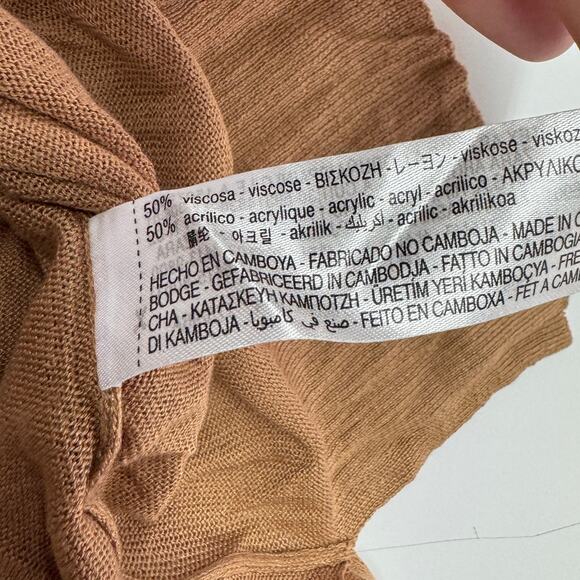 50% viscosa - viscose - ΒΙΣΚΟΖΗ - レーヨン - viskose - viskoz
50% acrilico - acrylique - acrylic - acryl - acrilico - ΑΚΡΥΛΙΚΟ
腈纶 - 아크릴 - akrilik - اكريليك - acrilic - akrilikoa
HECHO EN CAMBOYA - FABRICADO NO CAMBOJA - MADE IN C
BODGE - GEFABRICEERD IN CAMBODJA - FATTO IN CAMBOGIA
CHA - ΚΑΤΑΣΚΕΥΗ ΚΑΜΠΟΤΖΗ - ÜRETİM YERİ KAMBOÇYA - FRE
DI KAMBOJA - صنع في كامبوديا - FEITO EN CAMBOXA - FET A CAM